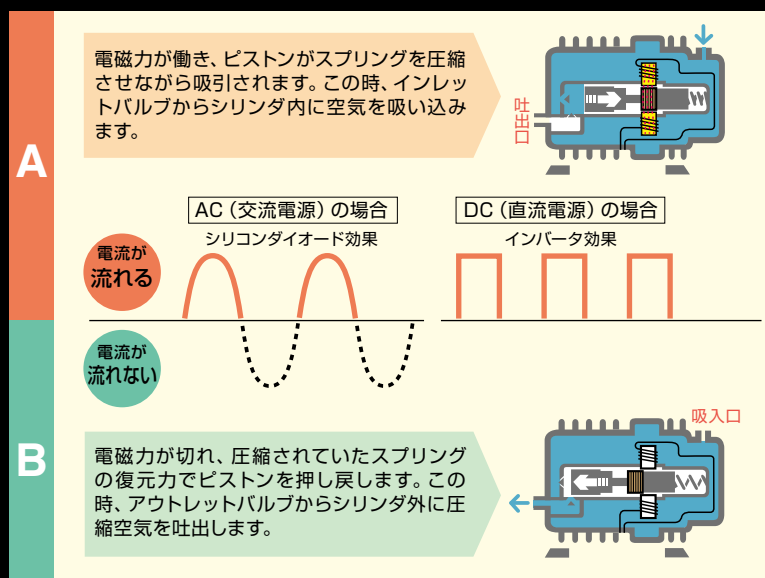 A
電磁力が働き、ピストンがスプリングを圧縮
させながら吸引されます。この時、インレッ
トバルブからシリンダ内に空気を吸い込み
ます。
吐出口
AC（交流電源）の場合
シリコンダイオード効果
DC（直流電源）の場合
インバータ効果
電流が
流れる
電流が
流れない
B
吸入口
電磁力が切れ、圧縮されていたスプリング
の復元力でピストンを押し戻します。この
時、アウトレットバルブからシリンダ外に圧
縮空気を吐出します。